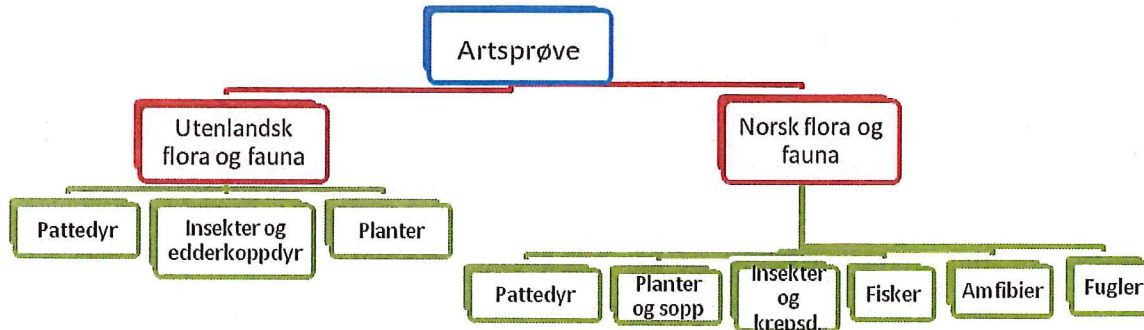 Artsprøve
Utenlandsk
flora og fauna
Norsk flora og
fauna
Pattedyr
Insekter og
edderkoppdyr
Planter
Pattedyr
Planter
og sopp
Insekter
og
krepsd.
Fisker
Amfibier
Fugler